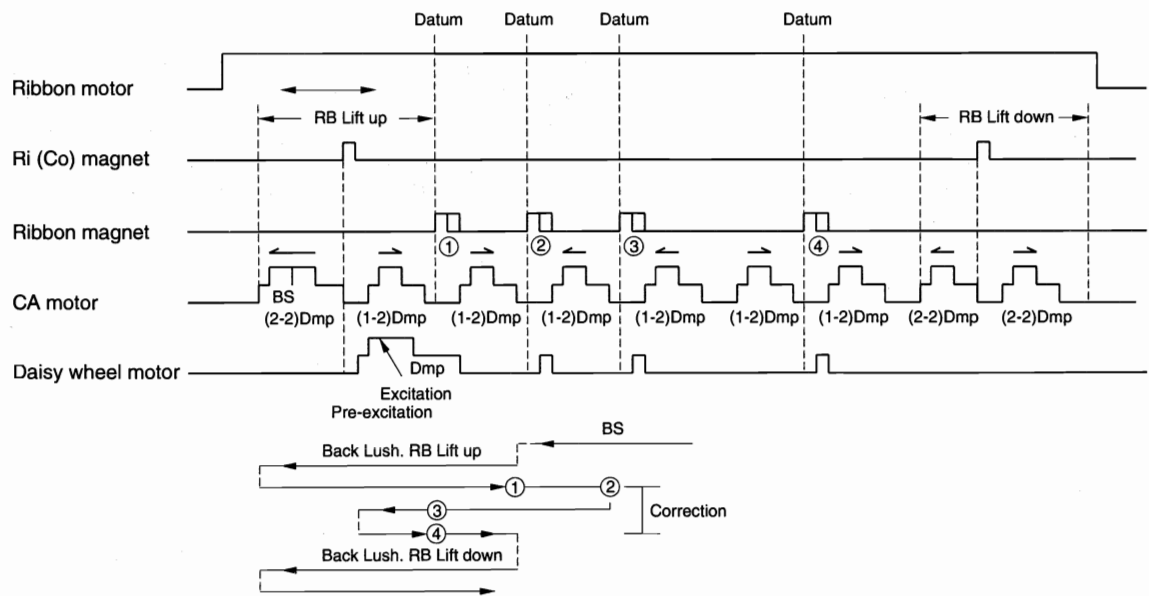 Datum Datum Datum Datum
Ribbon motor
RB Lift up RB Lift down
Ri (Co) magnet
Ribbon magnet
① ② ③ ④
CA motor
BS
(2-2)Dmp (1-2)Dmp (1-2)Dmp (1-2)Dmp (1-2)Dmp (1-2)Dmp (1-2)Dmp (2-2)Dmp (2-2)Dmp
Daisy wheel motor
Dmp
Excitation
Pre-excitation
BS
Back Lush. RB Lift up
① ②
③ Correction
④
Back Lush. RB Lift down